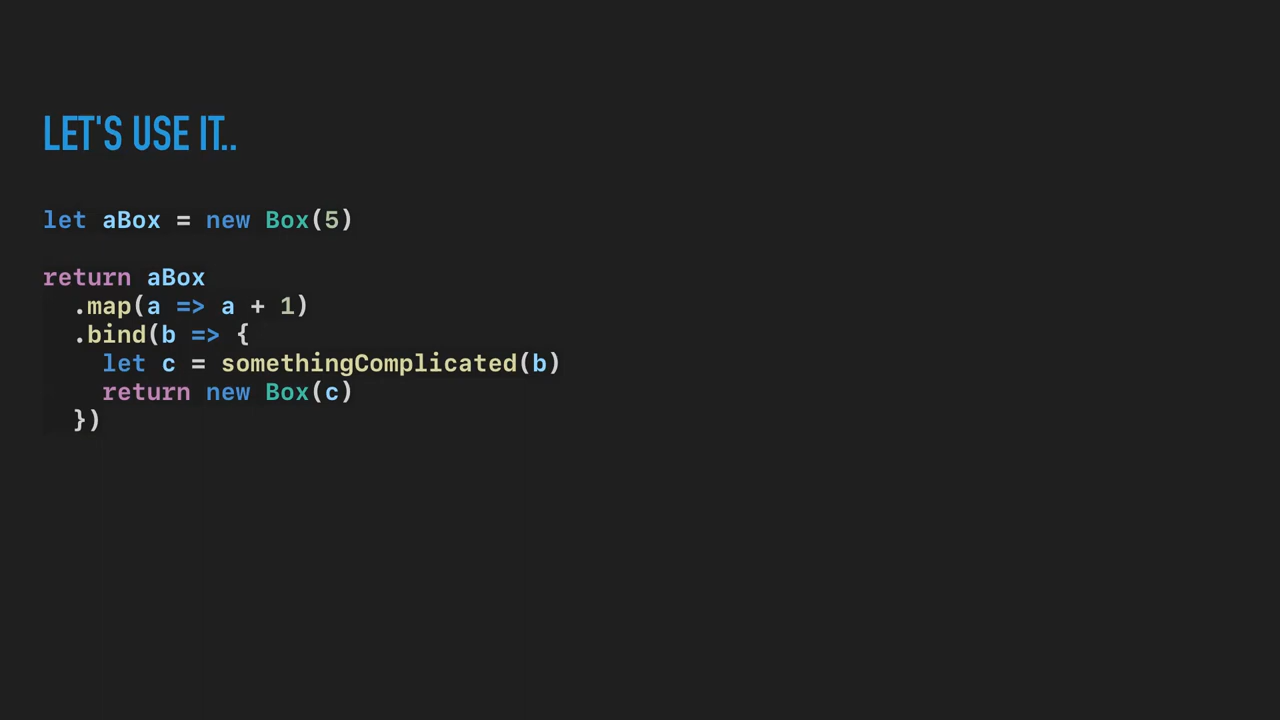 LET'S USE IT..
let aBox = new Box(5)
return aBox
  .map(a => a + 1)
  .bind(b => {
    let c = somethingComplicated(b)
    return new Box(c)
  })